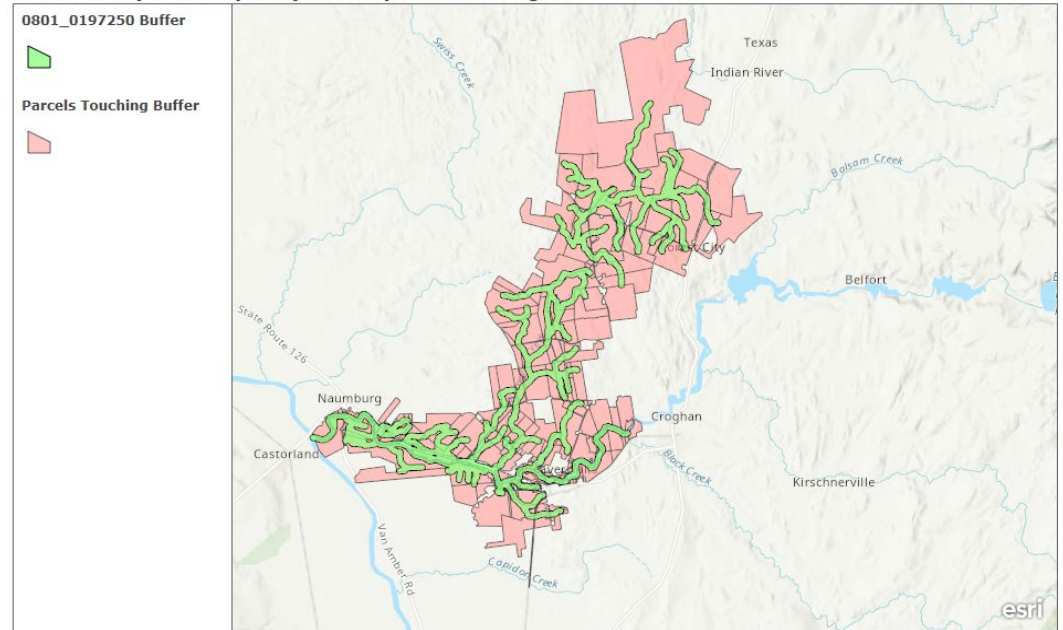 0801_0197250 Buffer
Parcels Touching Buffer
Texas
Indian River
Swiss Creek
Balsam Creek
City
Belfort
State Route 126
Naumburg
Croghan
Castorland
Black Creek
Kirschnerville
Van Amber Rd
Capidon Creek
esri